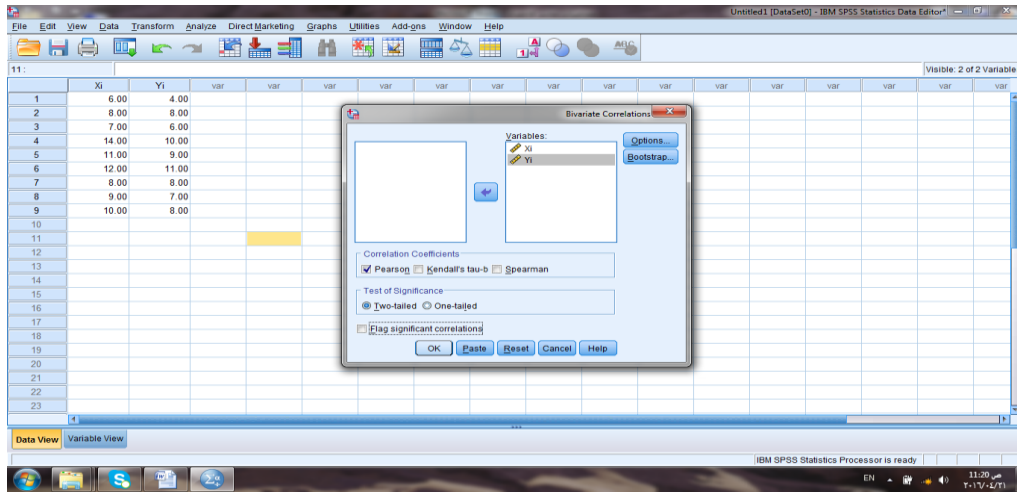 Untitled1 [DataSet0] - IBM SPSS Statistics Data Editor*
File Edit View Data Transform Analyze Direct Marketing Graphs Utilities Add-ons Window Help
11 :
Visible: 2 of 2 Variable
Xi Yi var var var var var var var var var var var var var var var
1 6.00 4.00
2 8.00 8.00
3 7.00 6.00
4 14.00 10.00
5 11.00 9.00
6 12.00 11.00
7 8.00 8.00
8 9.00 7.00
9 10.00 8.00
10
11
12
13
14
15
16
17
18
19
20
21
22
23
Bivariate Correlations
Variables:
Xi
Yi
Options...
Bootstrap...
Correlation Coefficients
Pearson Kendall's tau-b Spearman
Test of Significance
Two-tailed One-tailed
Flag significant correlations
OK Paste Reset Cancel Help
Data View Variable View
IBM SPSS Statistics Processor is ready
EN 11:20 ص
٢٠١٦/٠٤/٢١